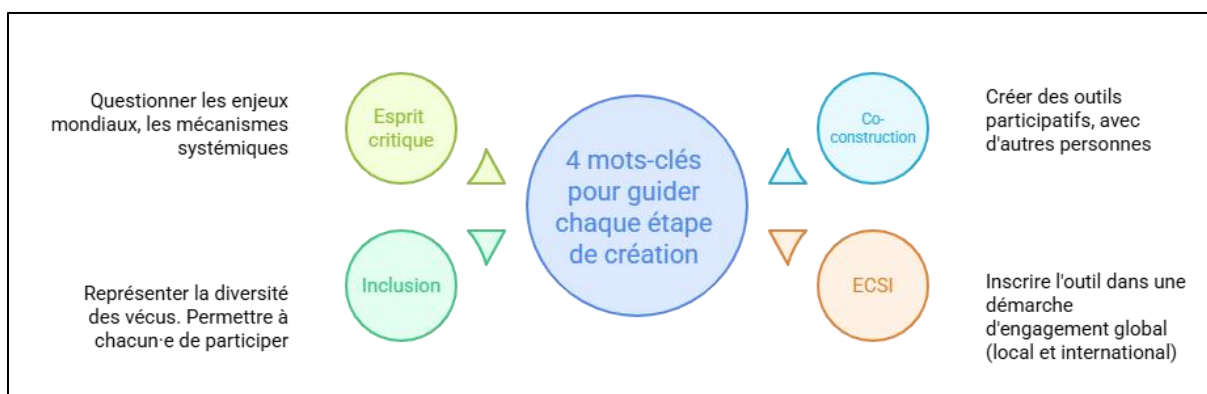 Questionner les enjeux
mondiaux, les mécanismes
systémiques
Esprit
critique
Représenter la diversité
des vécus. Permettre à
chacun·e de participer
Inclusion
4 mots-clés
pour guider
chaque étape
de création
Co-
construction
Créer des outils
participatifs, avec
d'autres personnes
ECSI
Inscrire l'outil dans une
démarche
d'engagement global
(local et international)